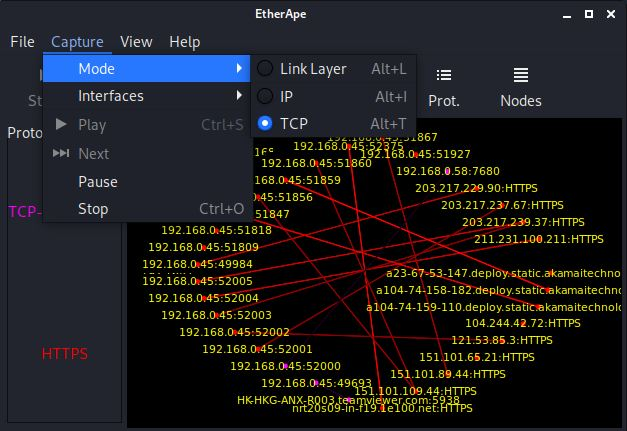 EtherApe
File Capture View Help
Mode
Link Layer Alt+L
Interfaces
IP Alt+I
Play Ctrl+S
TCP Alt+T
Next
Pause
Stop Ctrl+O
Prot.
Nodes
Proto
TCP-
HTTPS
45:51867
192.168.0.45:52375
192.168.0.45:51927
192.168.0.45:51860
192.168.0.58:7680
.0.45:51859
203.217.229.90:HTTPS
.45:51856
203.217.237.67:HTTPS
45:51847
203.217.239.37:HTTPS
192.168.0.45:51818
211.231.100.211:HTTPS
192.168.0.45:51809
192.168.0.45:49984
a23-67-53-147.deploy.static.akamaitechno
192.168.0.45:52005
a104-74-158-182.deploy.static.akamaitechno
192.168.0.45:52004
a104-74-159-110.deploy.static.akamaitechnol
192.168.0.45:52003
104.244.42.72:HTTPS
192.168.0.45:52002
121.53.85.3:HTTPS
192.168.0.45:52001
151.101.65.21:HTTPS
192.168.0.45:52000
151.101.89.44:HTTPS
192.168.0.45:49693
151.101.109.44:HTTPS
HK-HKG-ANX-R003.teamviewer.com:5938
nrt20s09-in-f19.1e100.net:HTTPS